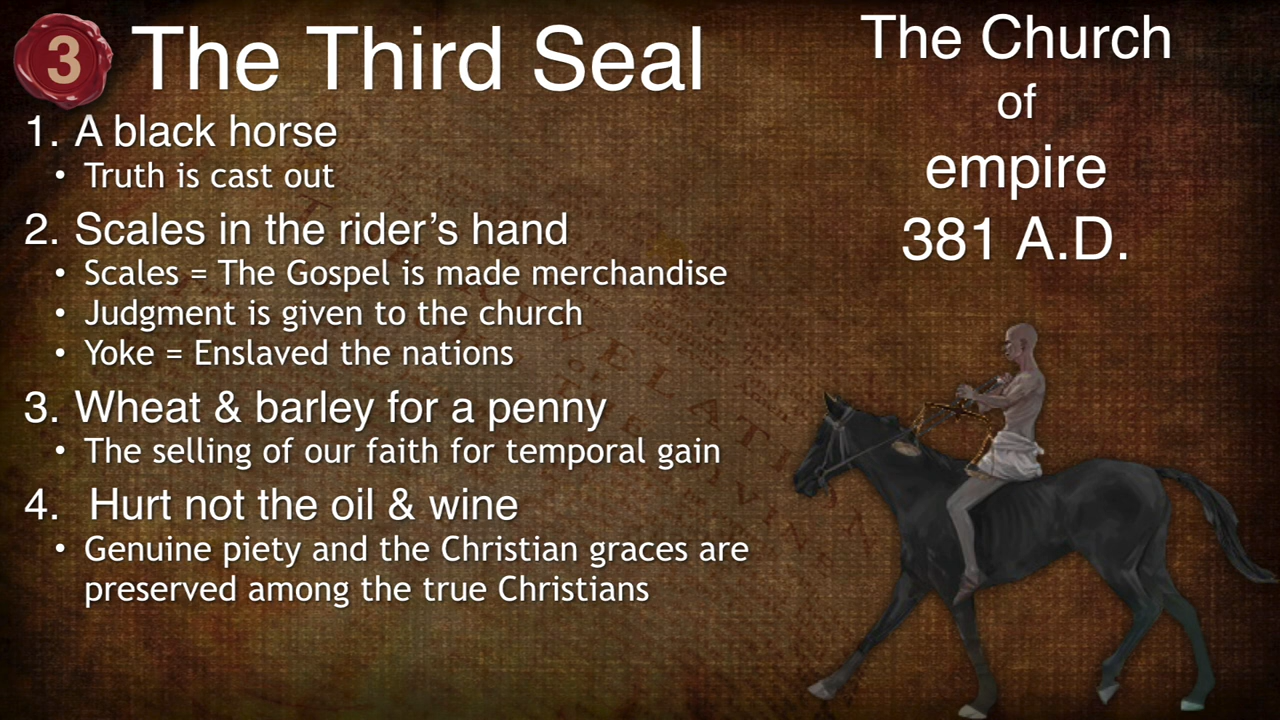 3
The Third Seal
1. A black horse
• Truth is cast out
2. Scales in the rider’s hand
• Scales = The Gospel is made merchandise
• Judgment is given to the church
• Yoke = Enslaved the nations
3. Wheat & barley for a penny
• The selling of our faith for temporal gain
4. Hurt not the oil & wine
• Genuine piety and the Christian graces are
preserved among the true Christians
The Church
of
empire
381 A.D.